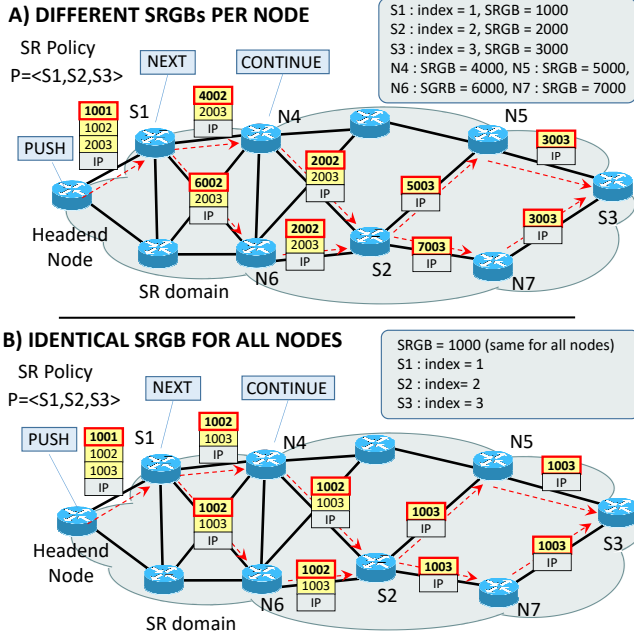 A) DIFFERENT SRGBs PER NODE
S1 : index = 1, SRGB = 1000
S2 : index = 2, SRGB = 2000
S3 : index = 3, SRGB = 3000
N4 : SRGB = 4000, N5 : SRGB = 5000,
N6 : SGRB = 6000, N7 : SRGB = 7000
SR Policy
P=<S1,S2,S3>
NEXT
CONTINUE
PUSH
1001
1002
2003
IP
S1
4002
2003
IP
N4
N5
3003
IP
6002
2003
IP
2002
2003
IP
5003
IP
3003
IP
S3
Headend
Node
2002
2003
IP
7003
IP
N6
S2
N7
SR domain
B) IDENTICAL SRGB FOR ALL NODES
SRGB = 1000 (same for all nodes)
S1 : index = 1
S2 : index= 2
S3 : index = 3
SR Policy
P=<S1,S2,S3>
NEXT
CONTINUE
PUSH
1001
1002
1003
IP
S1
1002
1003
IP
N4
N5
1003
IP
1002
1003
IP
1002
1003
IP
1003
IP
1003
IP
S3
Headend
Node
1002
1003
IP
1003
IP
N6
S2
N7
SR domain